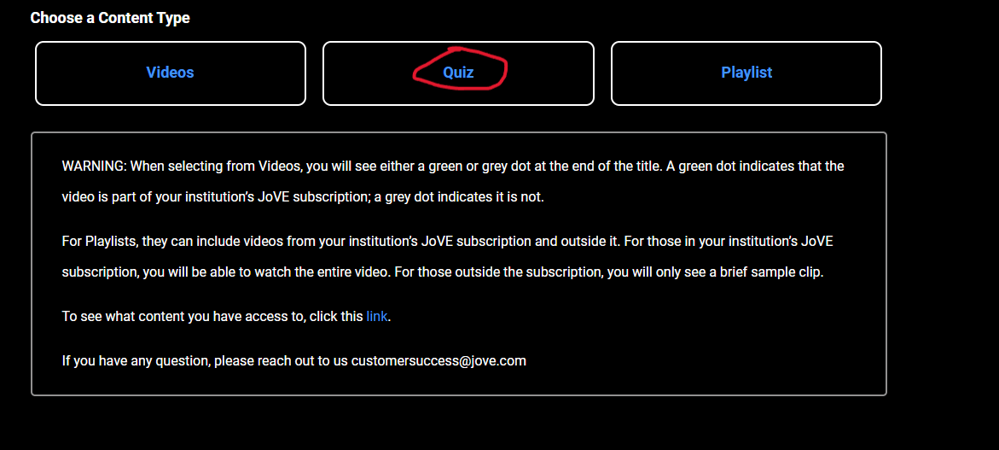 Choose a Content Type
Videos
Quiz
Playlist
WARNING: When selecting from Videos, you will see either a green or grey dot at the end of the title. A green dot indicates that the
video is part of your institution’s JoVE subscription; a grey dot indicates it is not.
For Playlists, they can include videos from your institution’s JoVE subscription and outside it. For those in your institution’s JoVE
subscription, you will be able to watch the entire video. For those outside the subscription, you will only see a brief sample clip.
To see what content you have access to, click this link.
If you have any question, please reach out to us customersuccess@jove.com